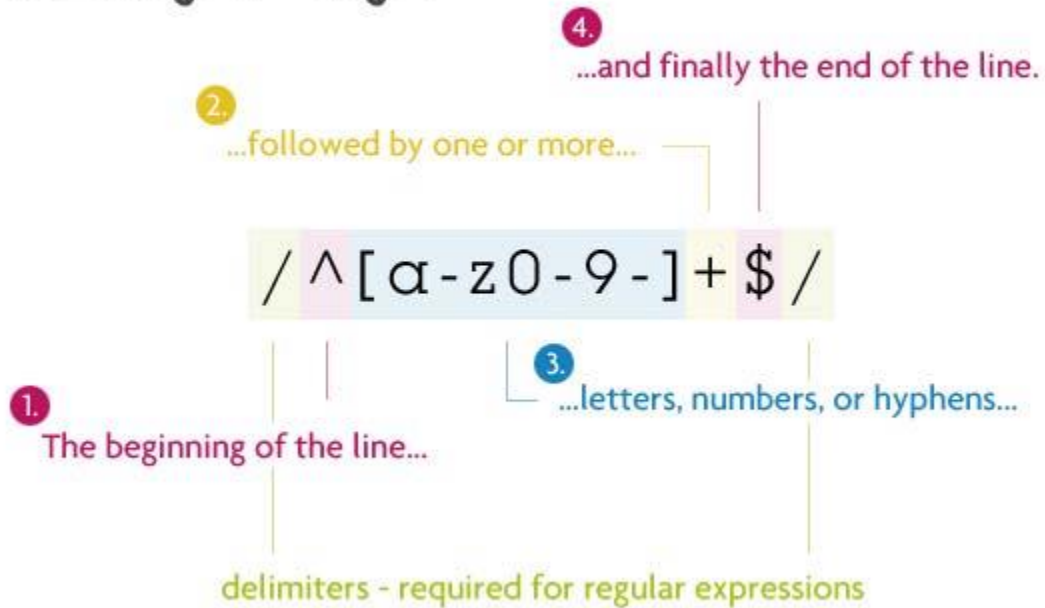 4.
...and finally the end of the line.
2.
...followed by one or more...
/^[a-z0-9-]+$/
3.
...letters, numbers, or hyphens...
1.
The beginning of the line...
delimiters - required for regular expressions